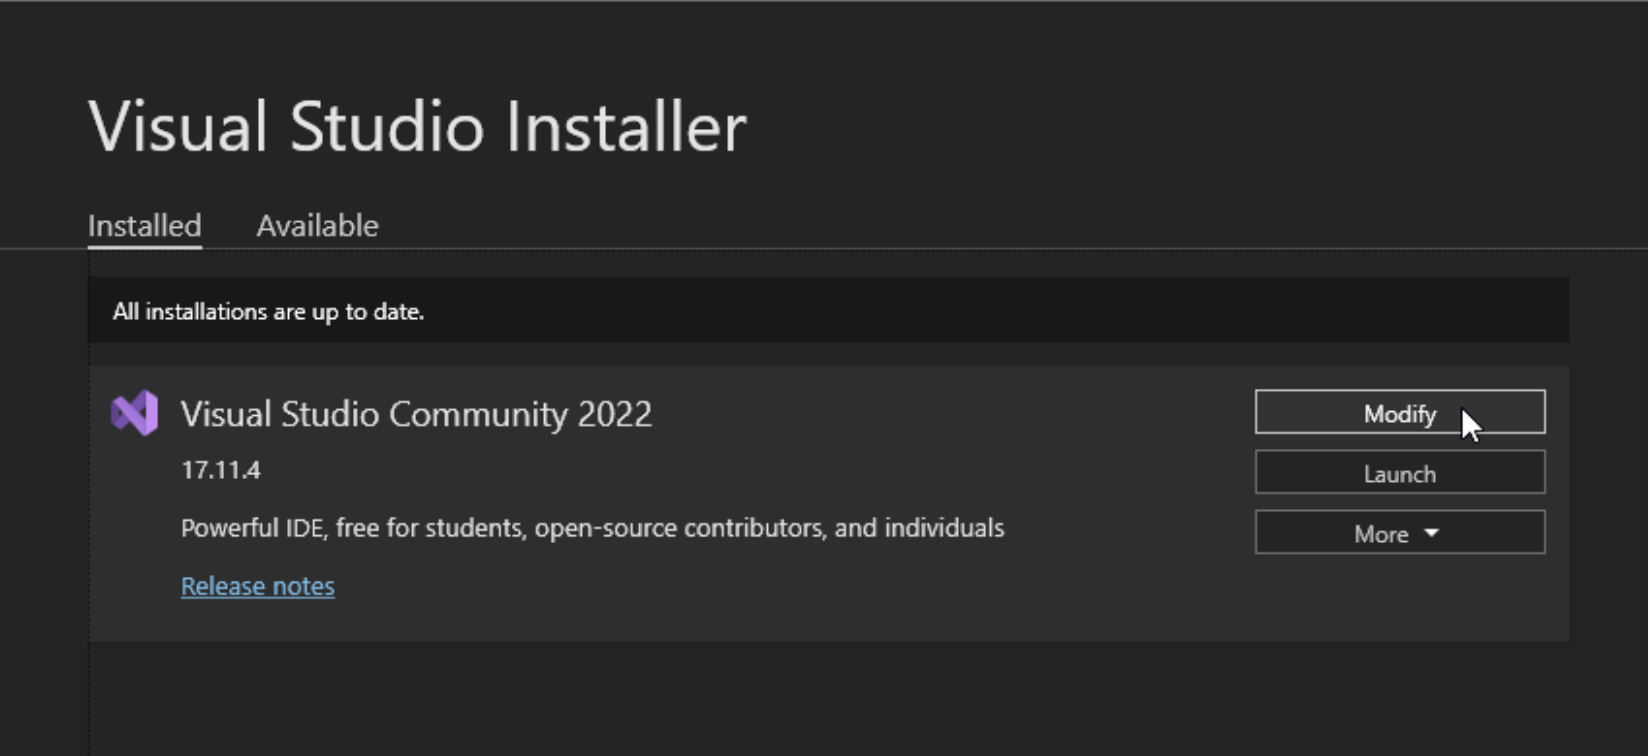 Visual Studio Installer
Installed Available
All installations are up to date.
Visual Studio Community 2022
Modify
17.11.4
Launch
Powerful IDE, free for students, open-source contributors, and individuals
More
Release notes